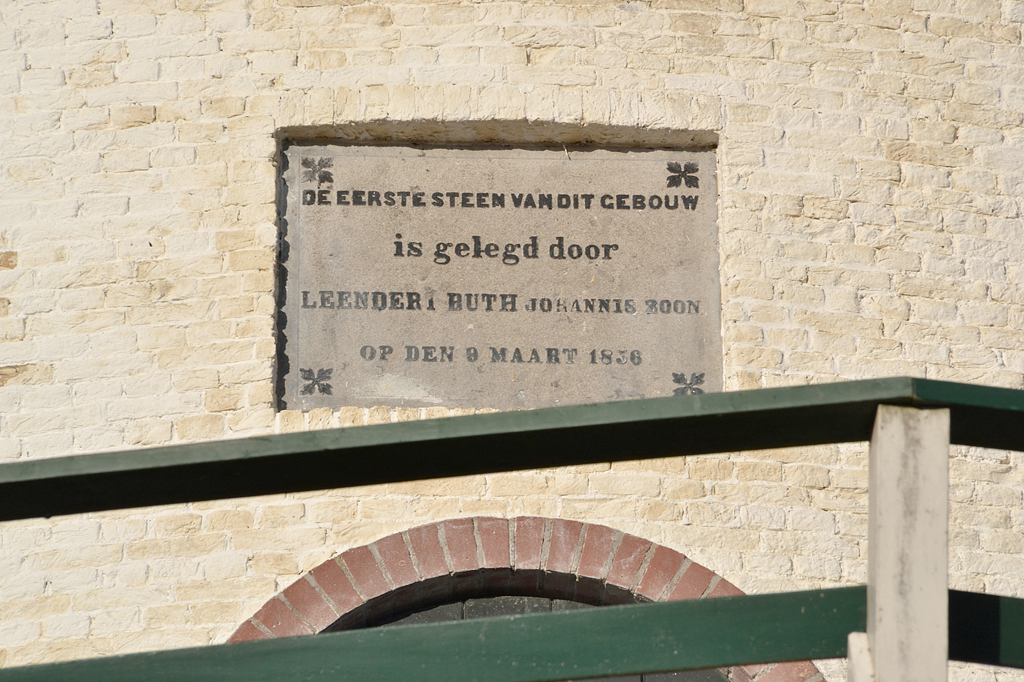 DE EERSTE STEEN VAN DIT GEBOUW
is gelegd door
LEENDERT BUTH JOHANNIS ZOON
OP DEN 9 MAART 1856